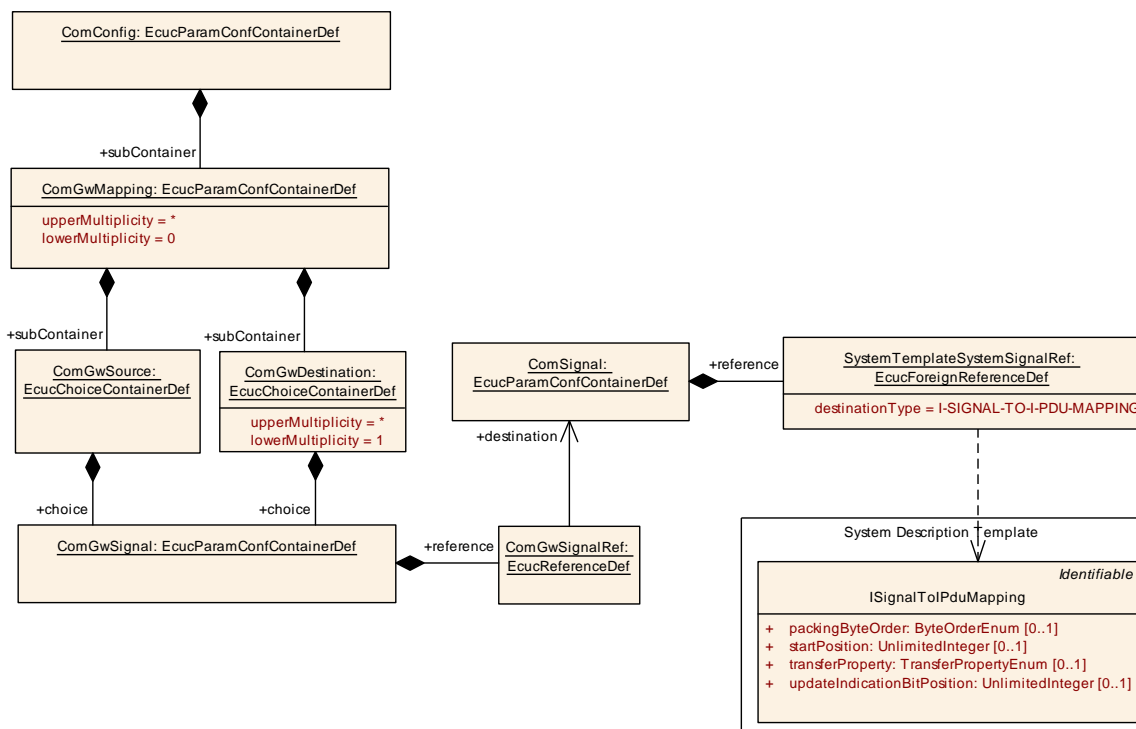 ComConfig: EcucParamConfContainerDef
+subContainer
ComGwMapping: EcucParamConfContainerDef
upperMultiplicity = *
lowerMultiplicity = 0
+subContainer
+subContainer
ComGwSource:
EcucChoiceContainerDef
ComGwDestination:
EcucChoiceContainerDef
upperMultiplicity = *
lowerMultiplicity = 1
ComSignal:
EcucParamConfContainerDef
+reference
SystemTemplateSystemSignalRef:
EcucForeignReferenceDef
destinationType = I-SIGNAL-TO-I-PDU-MAPPING
+destination
+choice
+choice
ComGwSignal: EcucParamConfContainerDef
+reference
ComGwSignalRef:
EcucReferenceDef
System Description Template
Identifiable
ISignalToIPduMapping
+ packingByteOrder: ByteOrderEnum [0..1]
+ startPosition: UnlimitedInteger [0..1]
+ transferProperty: TransferPropertyEnum [0..1]
+ updateIndicationBitPosition: UnlimitedInteger [0..1]